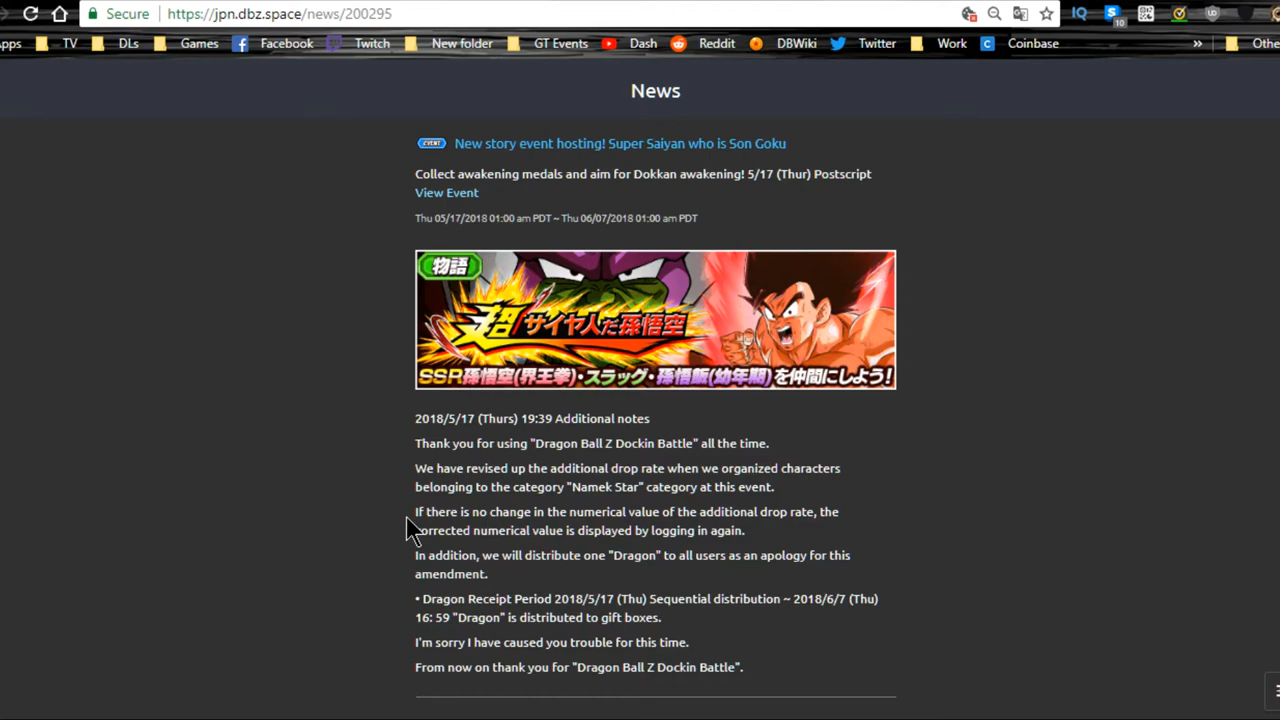 Secure https://jpn.dbz.space/news/200295
IQ S 10
Apps TV DLs Games Facebook Twitch New folder GT Events Dash Reddit DBWiki Twitter Work Coinbase » Othe
News
EVENT New story event hosting! Super Saiyan who is Son Goku
Collect awakening medals and aim for Dokkan awakening! 5/17 (Thur) Postscript
View Event
Thu 05/17/2018 01:00 am PDT ~ Thu 06/07/2018 01:00 am PDT
物語
超サイヤ人だ孫悟空
SSR孫悟空(界王拳)・スラッグ・孫悟飯(幼年期)を仲間にしよう!
2018/5/17 (Thurs) 19:39 Additional notes
Thank you for using "Dragon Ball Z Dockin Battle" all the time.
We have revised up the additional drop rate when we organized characters
belonging to the category "Namek Star" category at this event.
If there is no change in the numerical value of the additional drop rate, the
corrected numerical value is displayed by logging in again.
In addition, we will distribute one "Dragon" to all users as an apology for this
amendment.
• Dragon Receipt Period 2018/5/17 (Thu) Sequential distribution ~ 2018/6/7 (Thu)
16: 59 "Dragon" is distributed to gift boxes.
I'm sorry I have caused you trouble for this time.
From now on thank you for "Dragon Ball Z Dockin Battle".